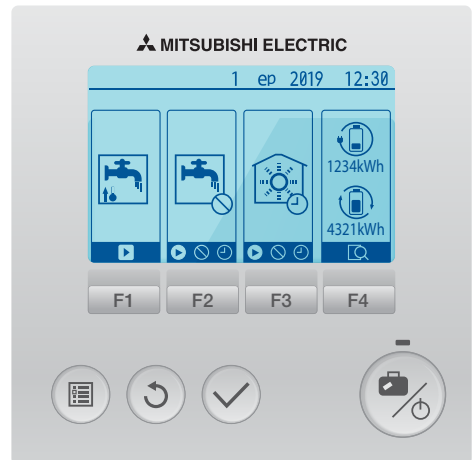 MITSUBISHI ELECTRIC
1 ep 2019 12:30
1234kWh
4321kWh
F1 F2 F3 F4